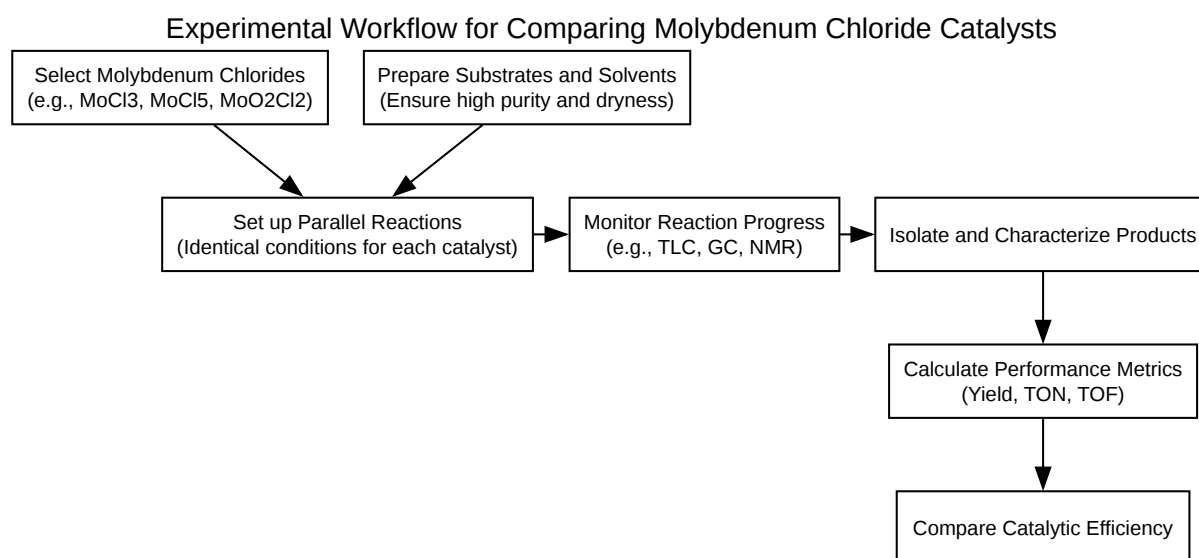 Experimental Workflow for Comparing Molybdenum Chloride Catalysts
Select Molybdenum Chlorides
(e.g., MoCl3, MoCl5, MoO2Cl2)
Prepare Substrates and Solvents
(Ensure high purity and dryness)
Set up Parallel Reactions
(Identical conditions for each catalyst)
Monitor Reaction Progress
(e.g., TLC, GC, NMR)
Isolate and Characterize Products
Calculate Performance Metrics
(Yield, TON, TOF)
Compare Catalytic Efficiency